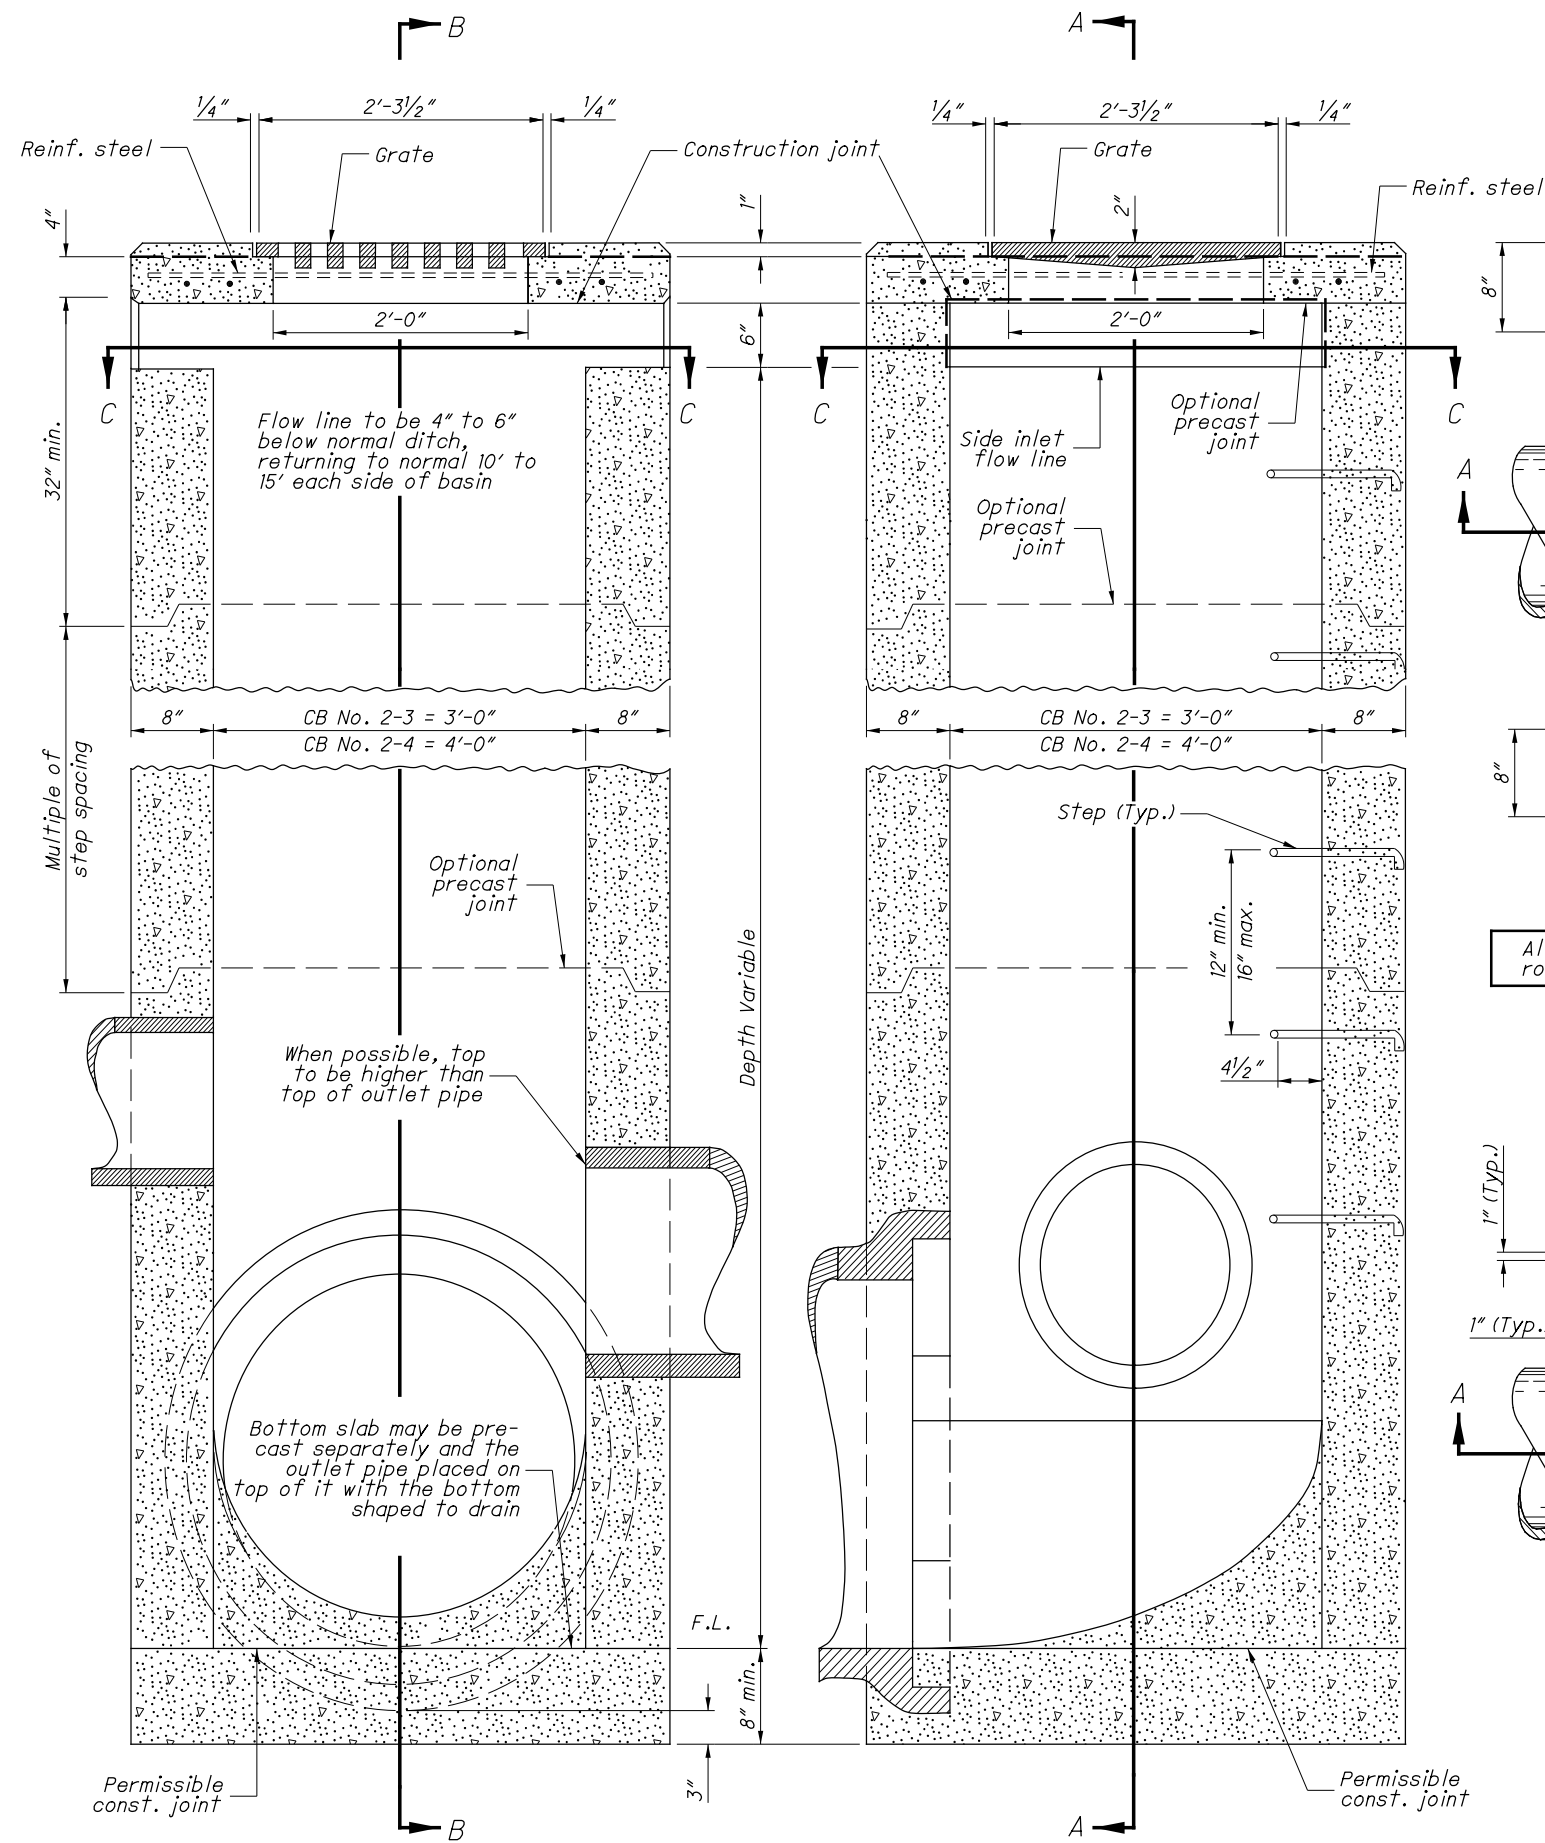 B
A
1/4"
2'-3 1/2"
1/4"
1/4"
2'-3 1/2"
1/4"
Reinf. steel
Grate
Construction joint
Grate
Reinf. steel
4"
1"
2"
8"
2'-0"
6"
2'-0"
C
C
C
C
32" min.
Flow line to be 4" to 6"
below normal ditch,
returning to normal 10' to
15' each side of basin
Side inlet
flow line
Optional
precast
joint
A
Optional
precast
joint
8"
CB No. 2-3 = 3'-0"
CB No. 2-4 = 4'-0"
8"
8"
CB No. 2-3 = 3'-0"
CB No. 2-4 = 4'-0"
8"
8"
Multiple of
step spacing
Step (Typ.)
Optional
precast
joint
12" min.
16" max.
Al
ro
Depth Variable
When possible, top
to be higher than
top of outlet pipe
4 1/2"
1" (Typ.)
1" (Typ.
A
Bottom slab may be pre-
cast separately and the
outlet pipe placed on
top of it with the bottom
shaped to drain
F.L.
8" min.
3"
Permissible
const. joint
Permissible
const. joint
B
A